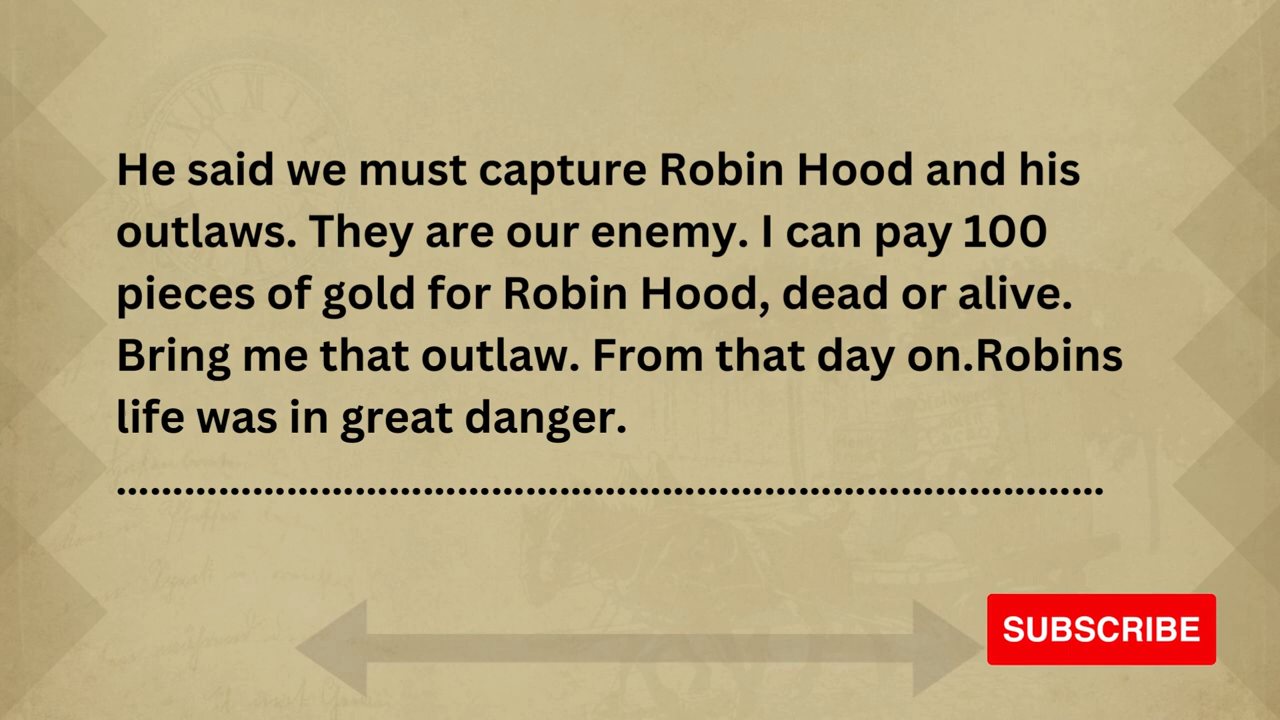 He said we must capture Robin Hood and his
outlaws. They are our enemy. I can pay 100
pieces of gold for Robin Hood, dead or alive.
Bring me that outlaw. From that day on.Robins
life was in great danger.
........................................................................................
SUBSCRIBE